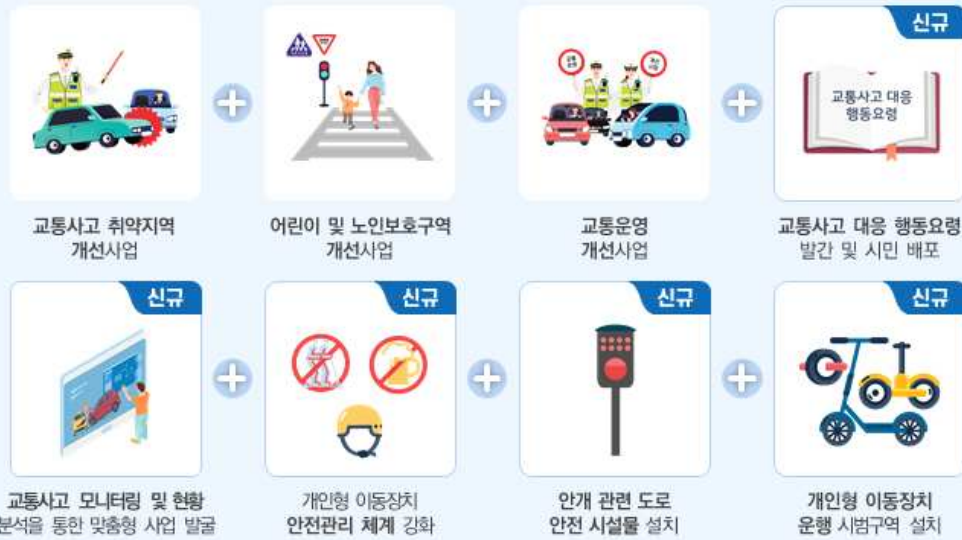 신규
교통사고 대응
행동요령
교통사고 취약지역
개선사업
어린이 및 노인보호구역
개선사업
교통운영
개선사업
교통사고 대응 행동요령
발간 및 시민 배포
신규
신규
신규
신규
교통사고 모니터링 및 현황
분석을 통한 맞춤형 사업 발굴
개인형 이동장치
안전관리 체계 강화
안개 관련 도로
안전 시설물 설치
개인형 이동장치
운행 시범구역 설치